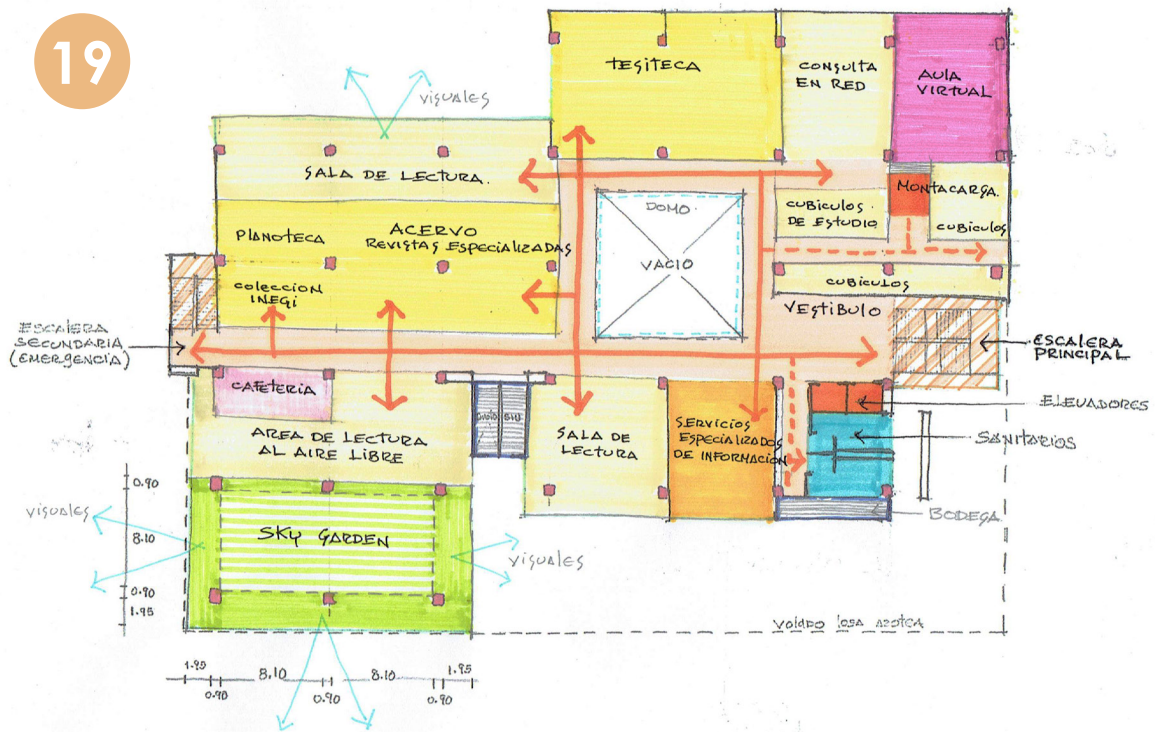 19
TESITECA
CONSULTA
EN RED
AULA
VIRTUAL
VISUALES
SALA DE LECTURA.
MONTACARGA.
CUBICULOS
DE ESTUDIO
CUBICULOS
DOMO
VACIO
PLANOTECA
ACERVO
REVISTAS ESPECIALIZADAS
COLECCION
INEGI
CUBICULOS
VESTIBULO
ESCALERA
SECUNDARIA
(EMERGENCIA)
ESCALERA
PRINCIPAL
CAFETERIA
ELEVADORES
AREA DE LECTURA
AL AIRE LIBRE
SALA DE
LECTURA
SERVICIOS
ESPECIALIZADOS
DE INFORMACION
SANITARIOS
BODEGA
0.90
VISUALES
8.10
SKY GARDEN
VISUALES
0.90
1.95
VOLADO LOSA AZOTEA
1.95
8.10
8.10
1.95
0.90
0.90
0.90